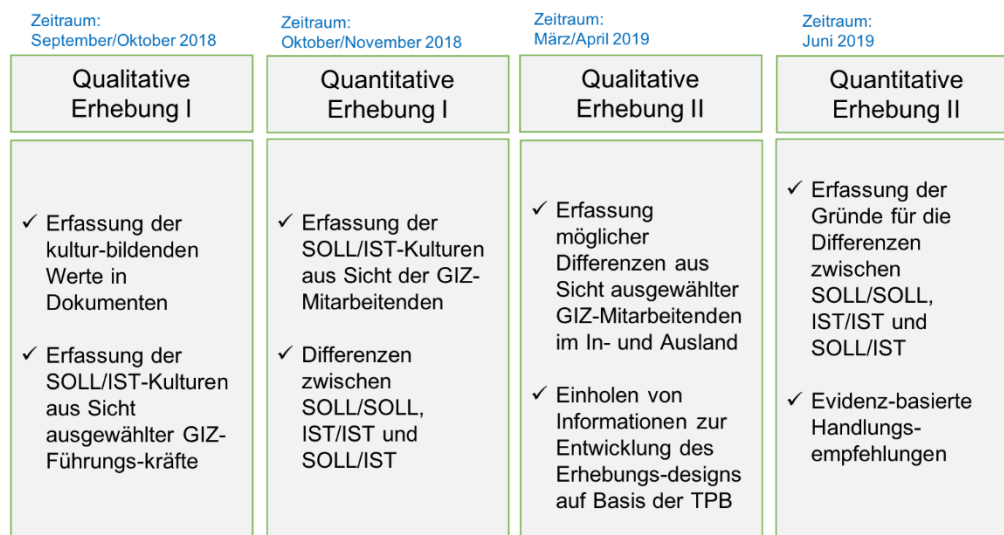 Zeitraum:
September/Oktober 2018
Qualitative
Erhebung I
✓ Erfassung der
kultur-bildenden
Werte in
Dokumenten
✓ Erfassung der
SOLL/IST-Kulturen
aus Sicht
ausgewählter GIZ-
Führungs-kräfte
Zeitraum:
Oktober/November 2018
Quantitative
Erhebung I
✓ Erfassung der
SOLL/IST-Kulturen
aus Sicht der GIZ-
Mitarbeitenden
✓ Differenzen
zwischen
SOLL/SOLL,
IST/IST und
SOLL/IST
Zeitraum:
März/April 2019
Qualitative
Erhebung II
✓ Erfassung
möglicher
Differenzen aus
Sicht ausgewählter
GIZ-Mitarbeitenden
im In- und Ausland
✓ Einholen von
Informationen zur
Entwicklung des
Erhebungs-designs
auf Basis der TPB
Zeitraum:
Juni 2019
Quantitative
Erhebung II
✓ Erfassung der
Gründe für die
Differenzen
zwischen
SOLL/SOLL,
IST/IST und
SOLL/IST
✓ Evidenz-basierte
Handlungs-
empfehlungen